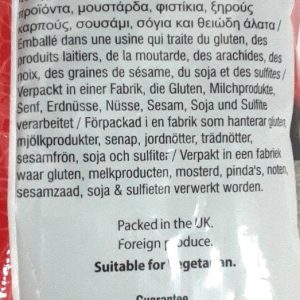 προϊόντα, μουστάρδα, φιστίκια, ξηρούς
καρπούς, σουσάμι, σόγια και θειώδη άλατα /
Emballé dans une usine qui traite du gluten, des
produits laitiers, de la moutarde, des arachides, des
noix, des graines de sésame, du soja et des sulfites /
Verpackt in einer Fabrik, die Gluten, Milchprodukte,
Senf, Erdnüsse, Nüsse, Sesam, Soja und Sulfite
verarbeitet / Förpackad i en fabrik som hanterar gluten,
mjölkprodukter, senap, jordnötter, trädnötter,
sesamfrön, soja och sulfiter / Verpakt in een fabriek
waar gluten, melkproducten, mosterd, pinda's, noten,
sesamzaad, soja & sulfieten verwerkt worden.
Packed in the UK.
Foreign produce.
Suitable for Vegetarian.
Guarantee